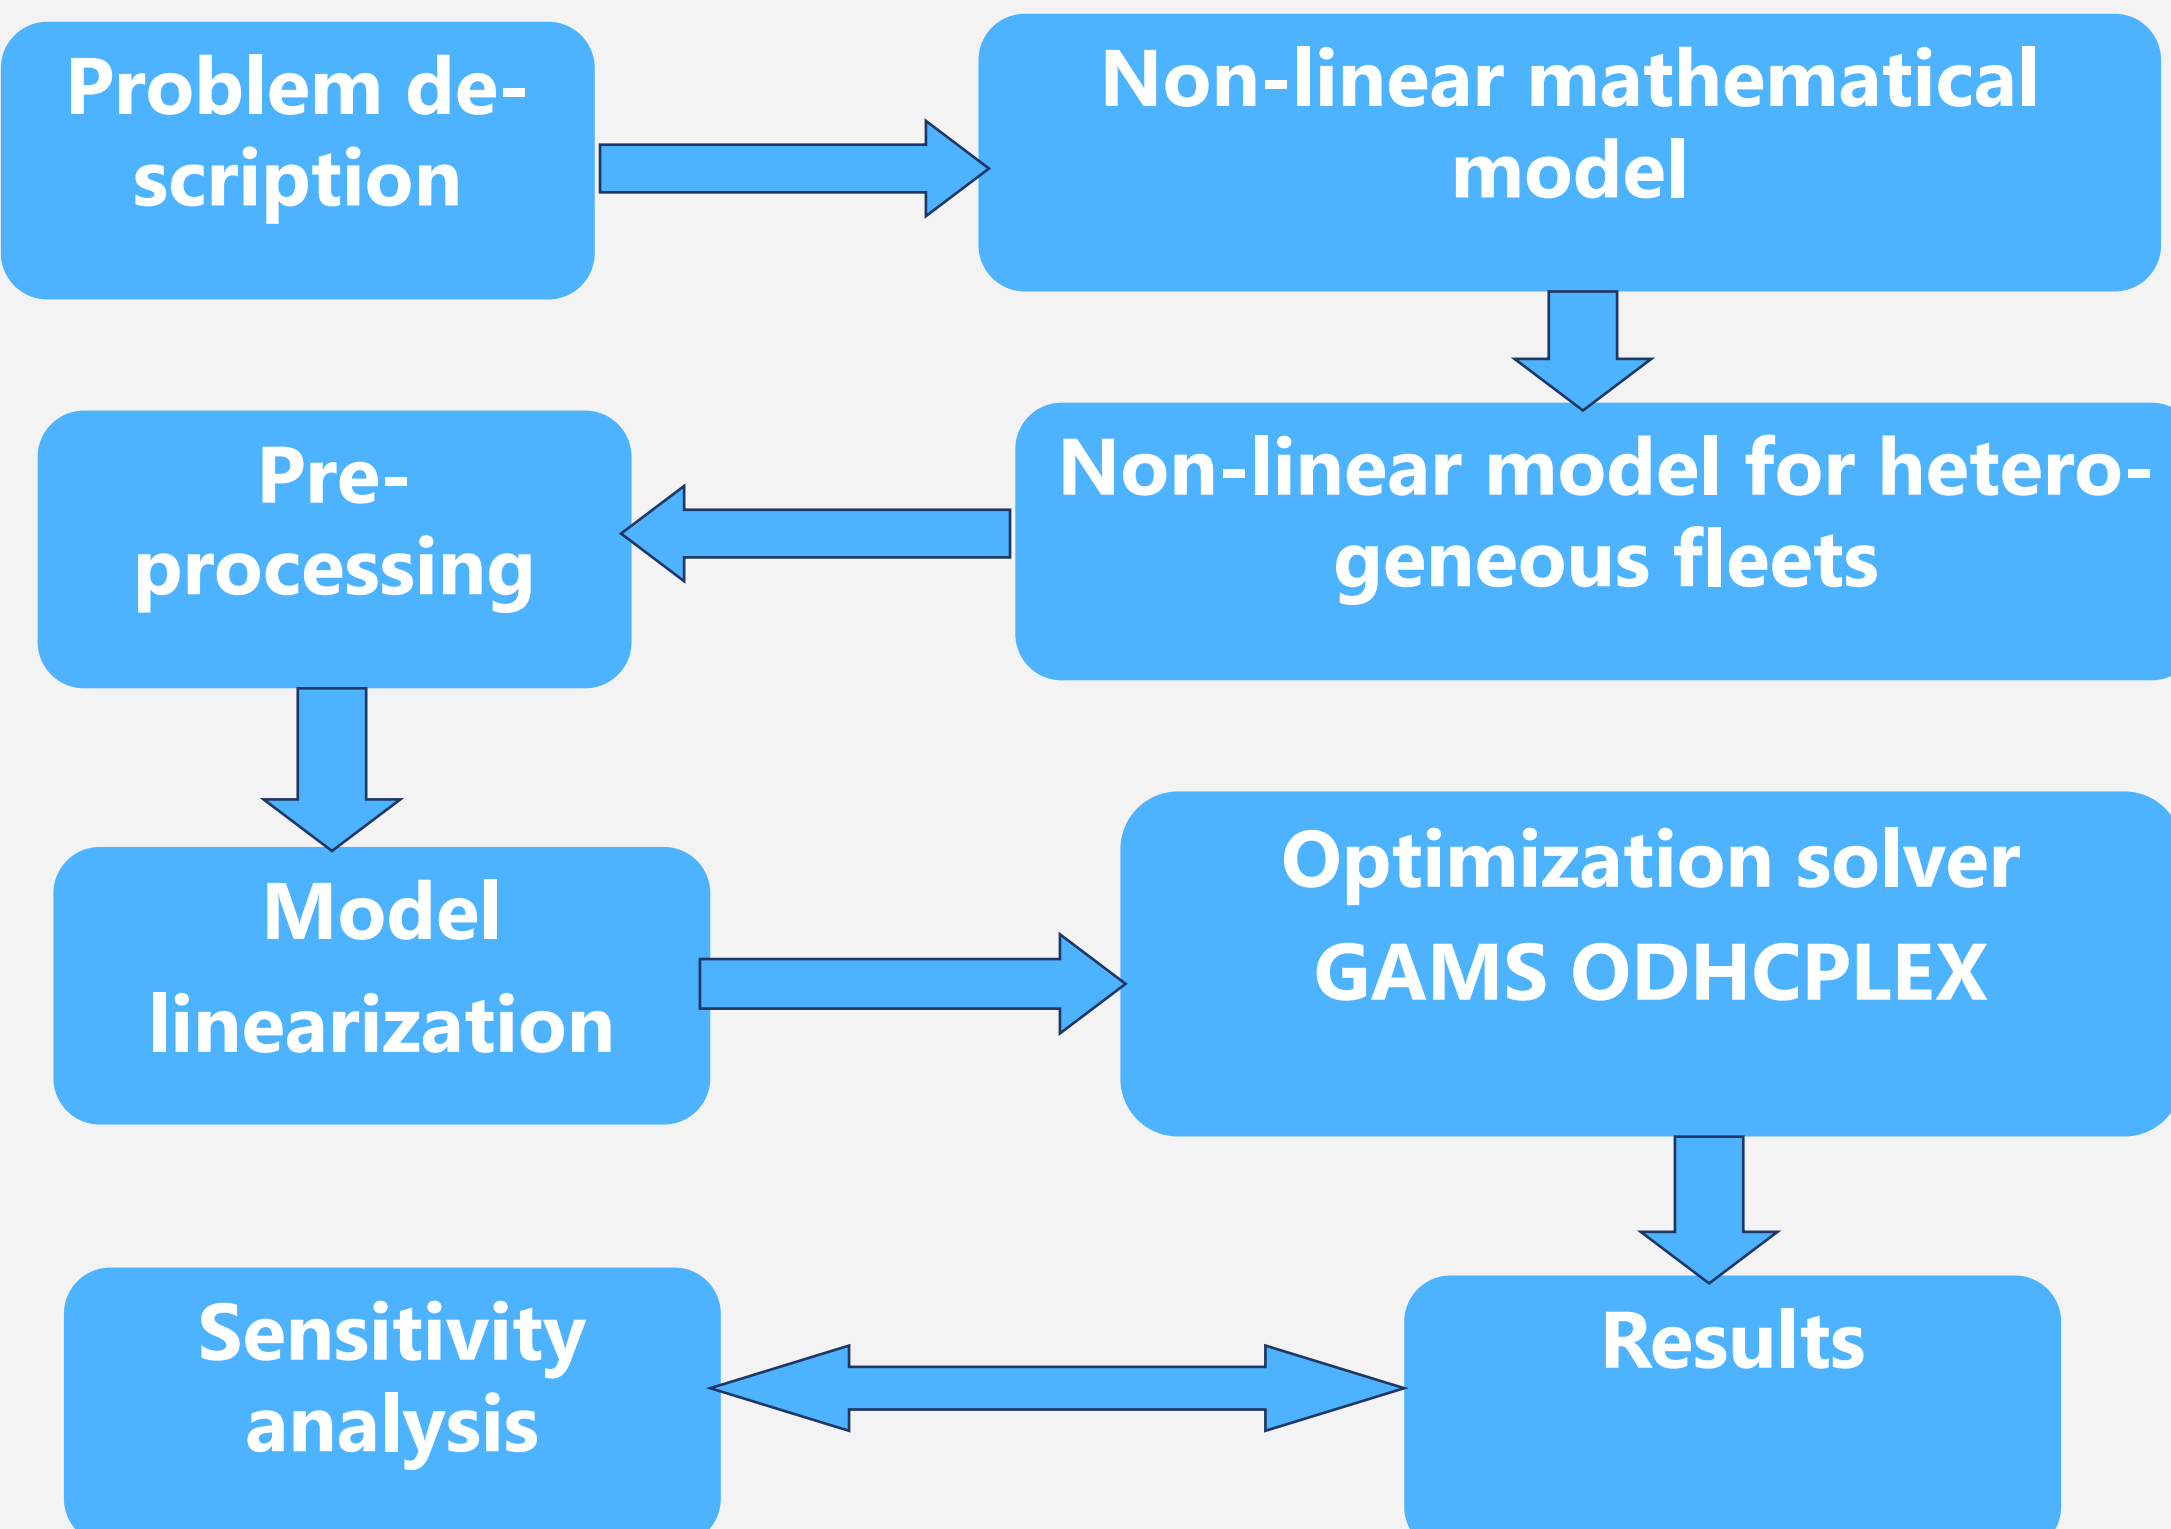 Problem de-
scription
Non-linear mathematical
model
Non-linear model for hetero-
geneous fleets
Pre-
processing
Model
linearization
Optimization solver
GAMS ODHCPLEX
Results
Sensitivity
analysis